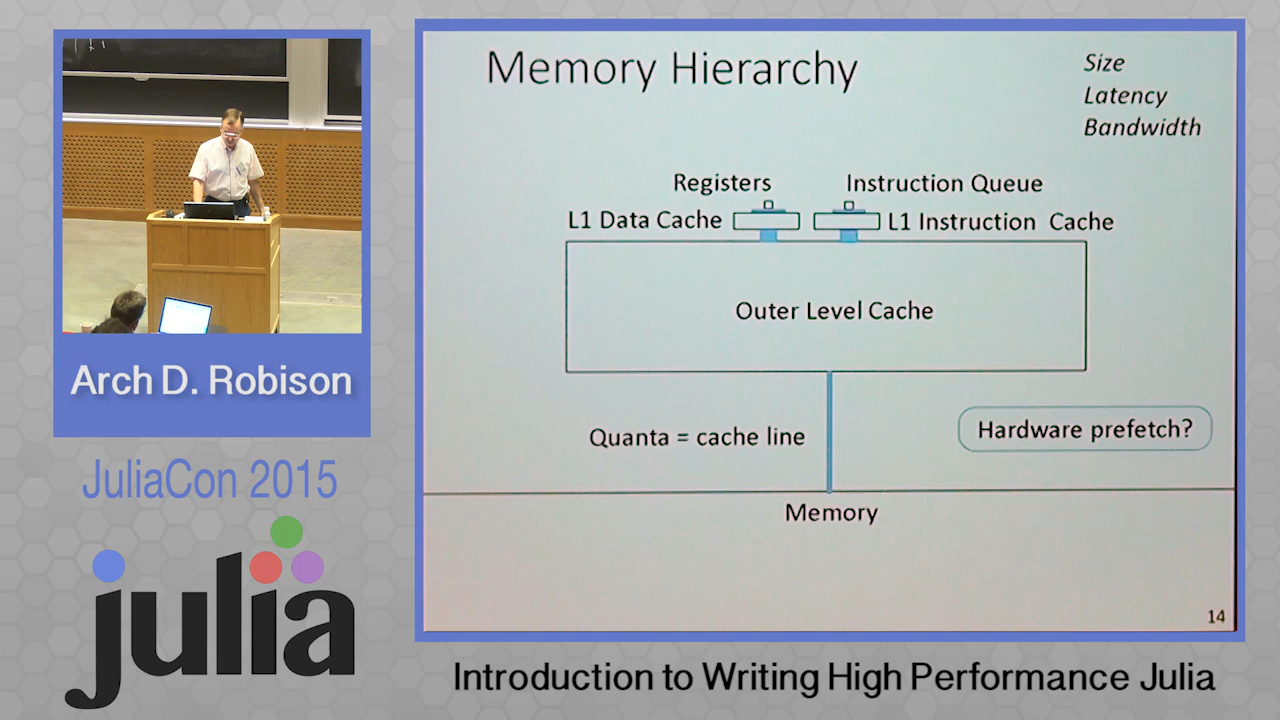 Memory Hierarchy
Size
Latency
Bandwidth
Registers
Instruction Queue
L1 Data Cache
L1 Instruction Cache
Outer Level Cache
Quanta = cache line
Hardware prefetch?
Memory
14
Arch D. Robison
JuliaCon 2015
julia
Introduction to Writing High Performance Julia